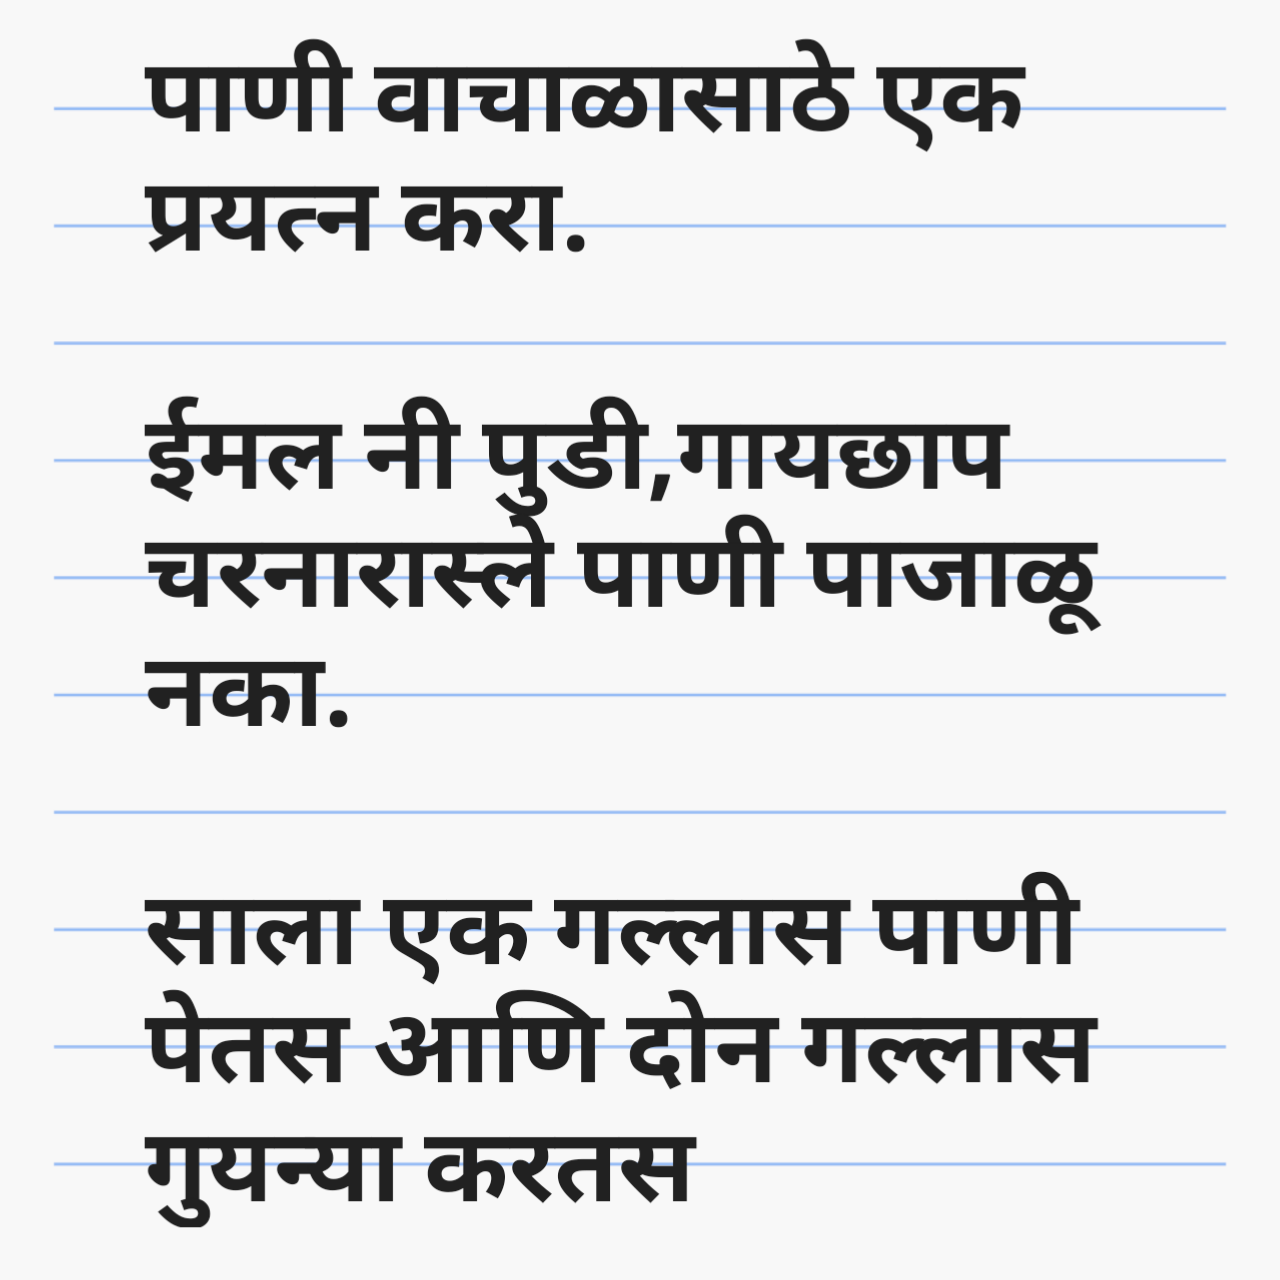 पाणी वाचाळासाठे एक
प्रयत्न करा.
ईमल नी पुडी,गायछाप
चरनारास्ले पाणी पाजाळू
नका.
साला एक गल्लास पाणी
पेतस आणि दोन गल्लास
गुयन्या करतस